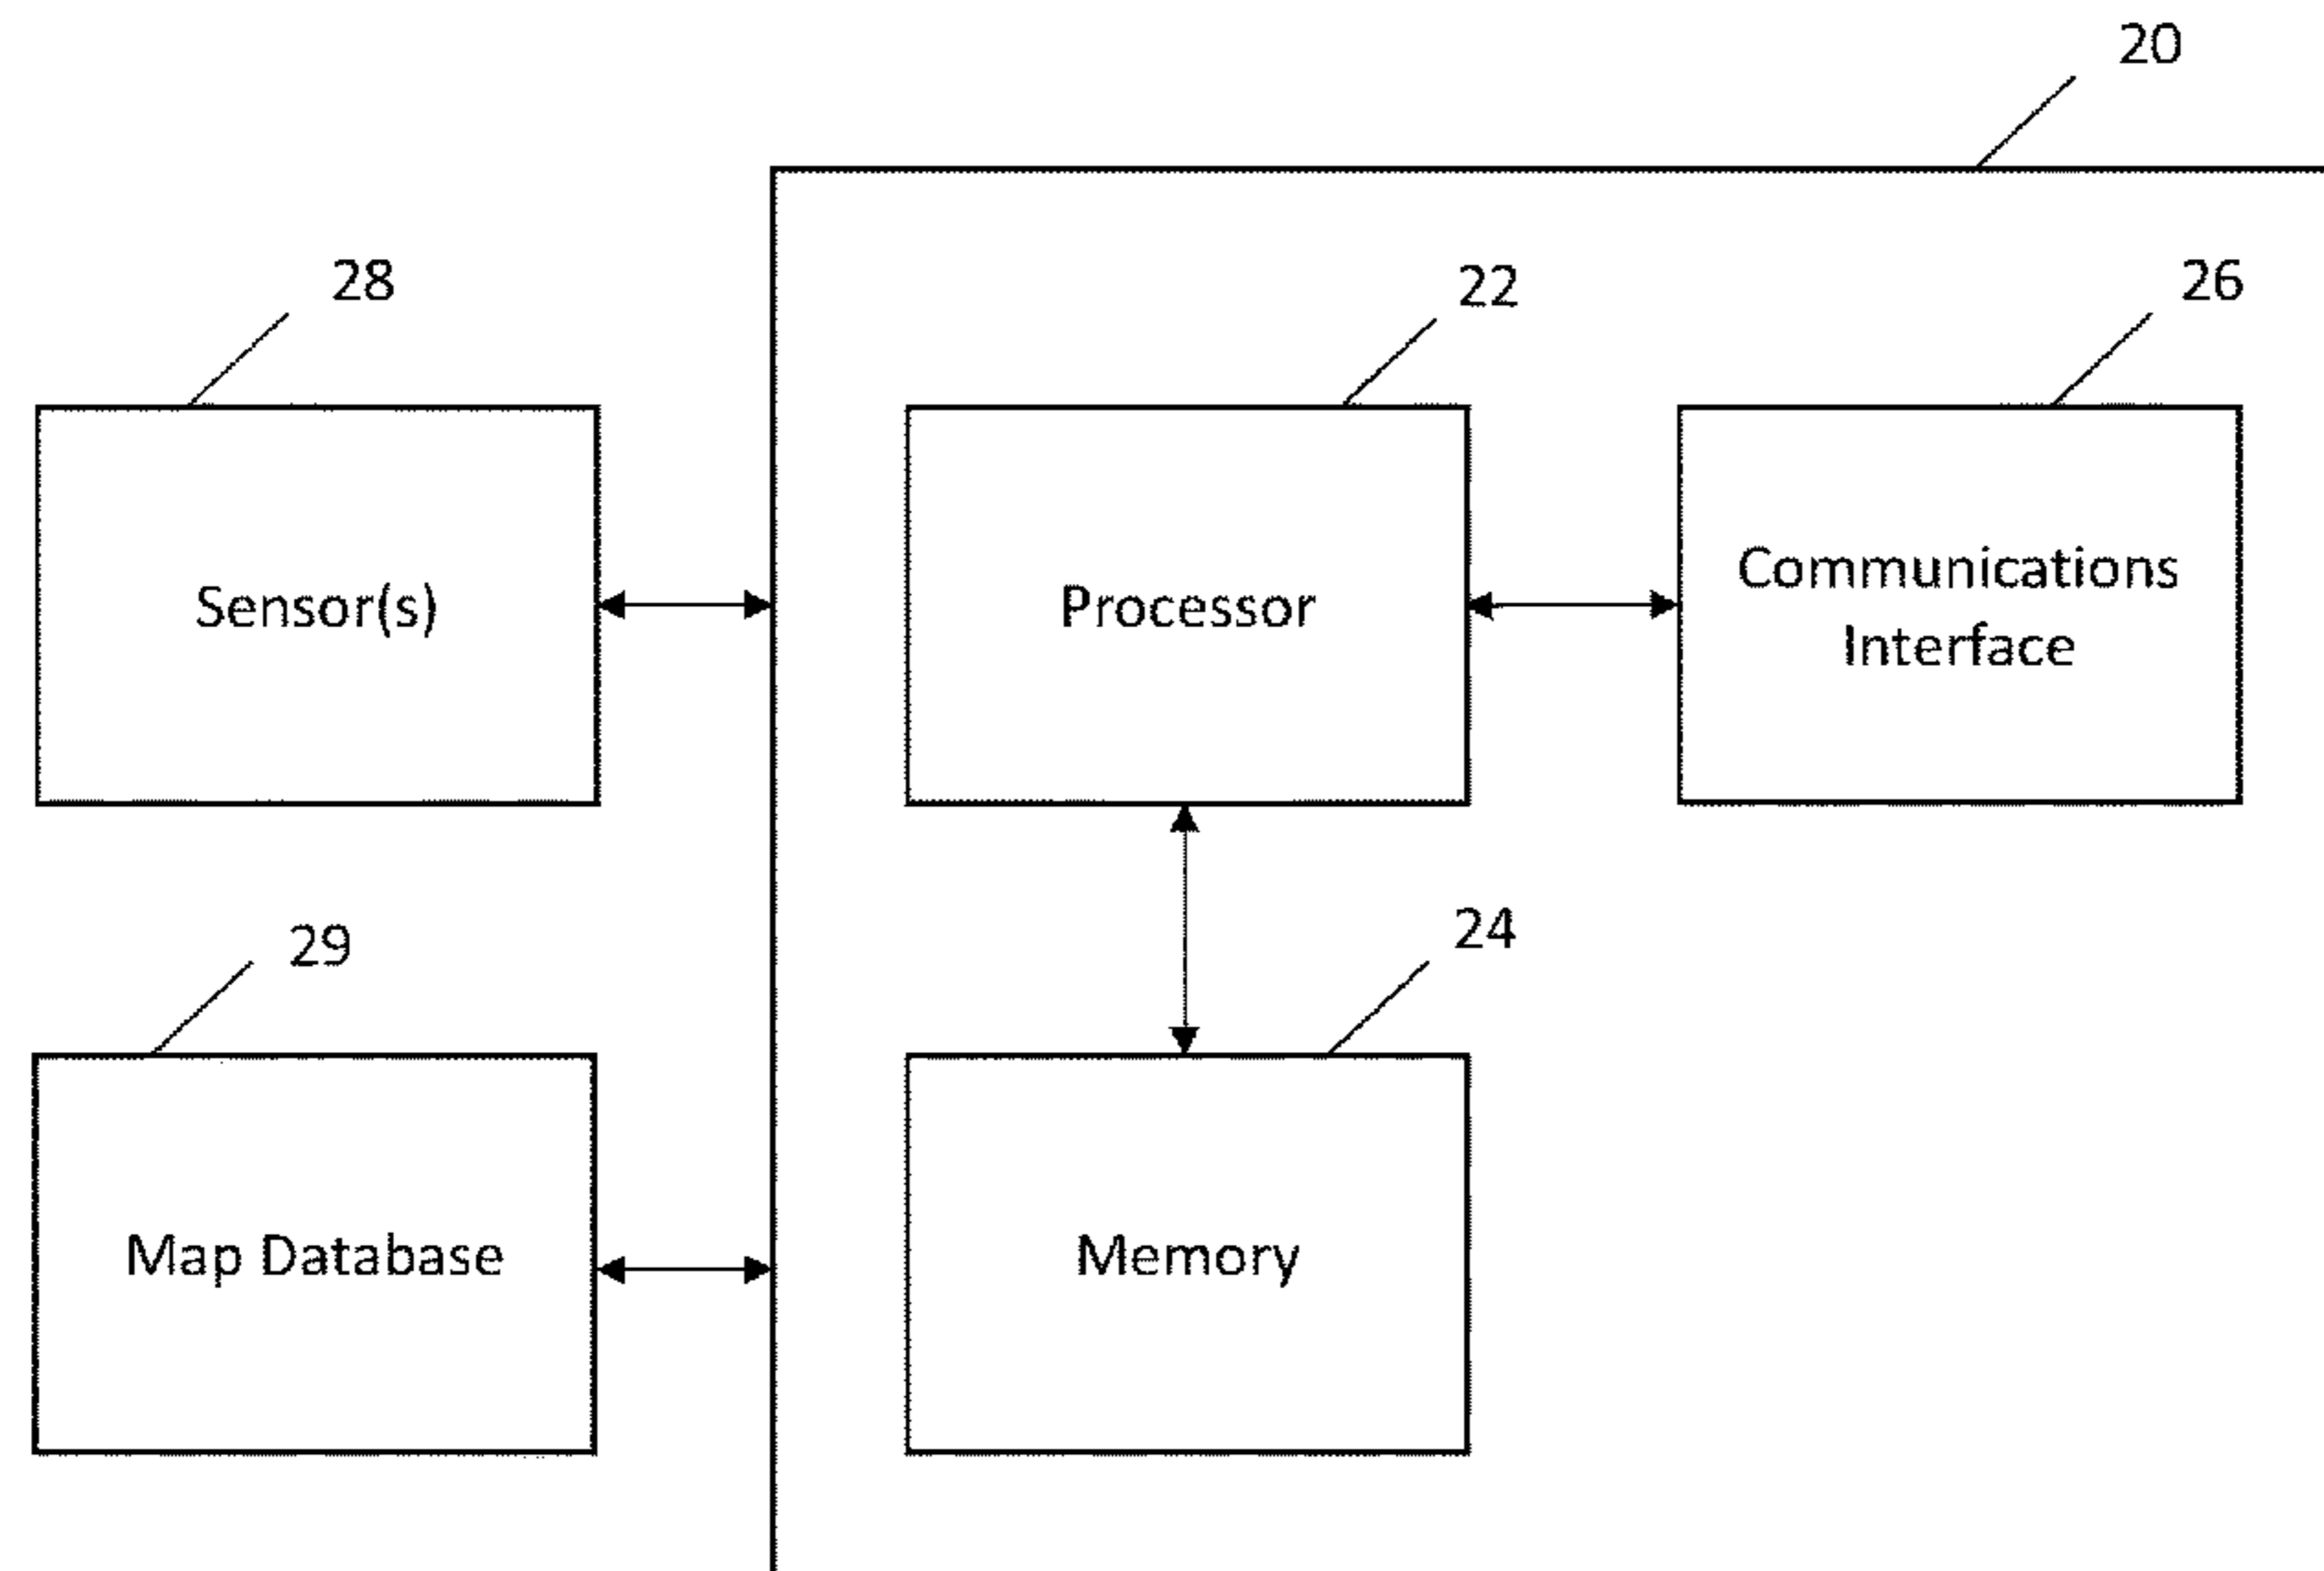 20
28
22
26
Sensor(s)
Processor
Communications
Interface
29
24
Map Database
Memory